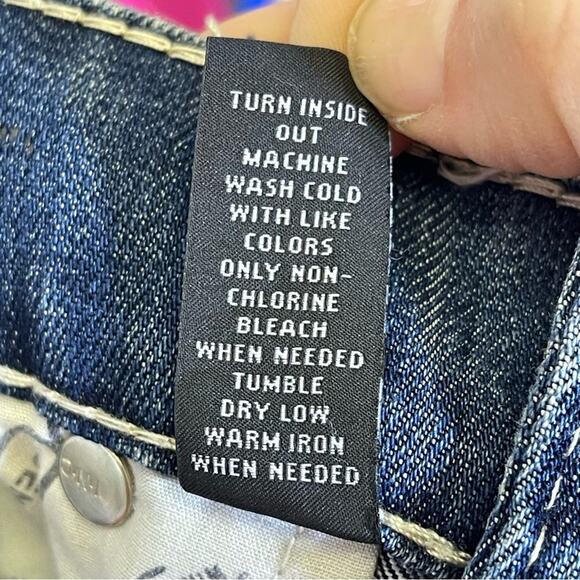 TURN INSIDE
OUT
MACHINE
WASH COLD
WITH LIKE
COLORS
ONLY NON-
CHLORINE
BLEACH
WHEN NEEDED
TUMBLE
DRY LOW
WARM IRON
WHEN NEEDED